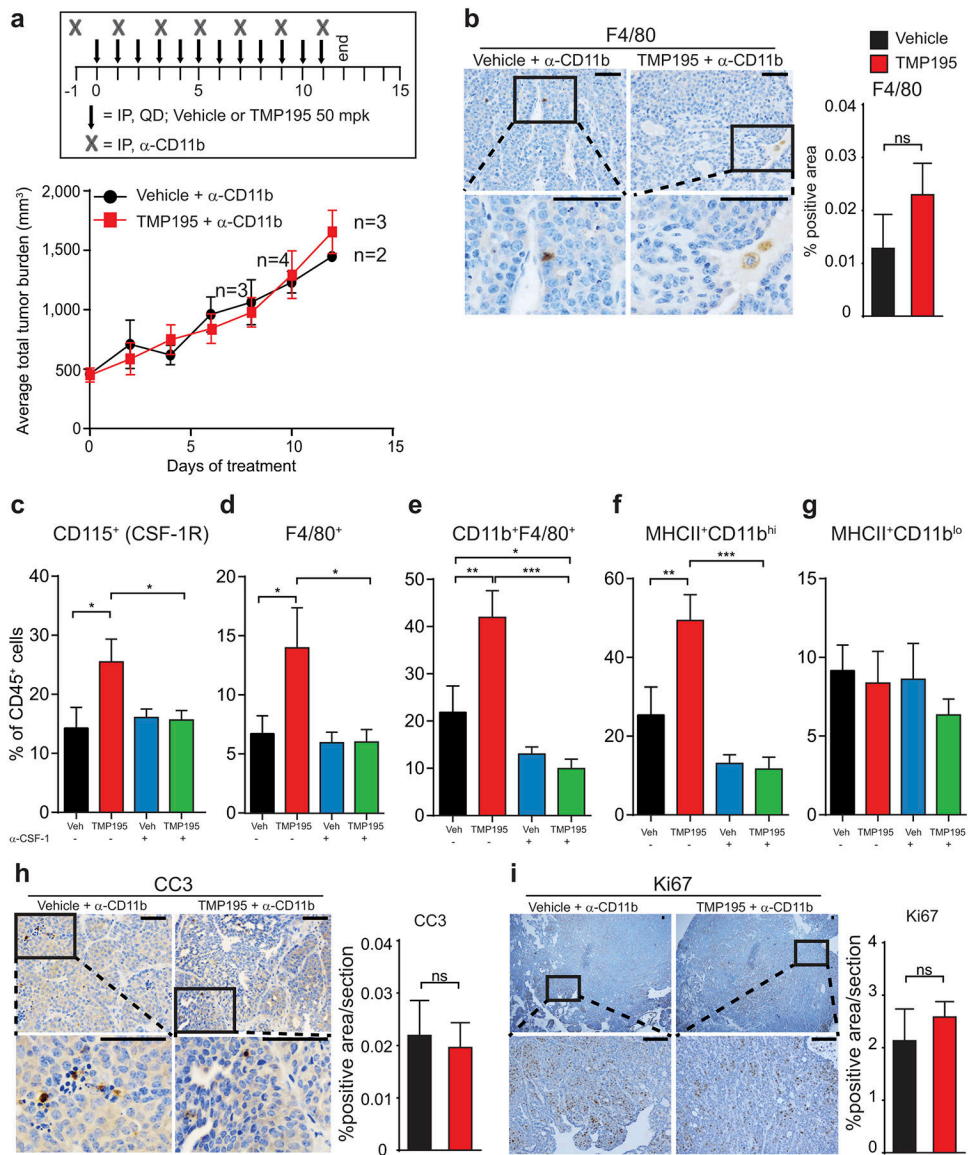 a
end
-1 0 5 10 15
= IP, QD; Vehicle or TMP195 50 mpk
X = IP, α-CD11b
Average total tumor burden (mm³)
2,000
1,500
1,000
500
0
Vehicle + α-CD11b
TMP195 + α-CD11b
n=3
n=2
n=4
n=3
0 5 10 15
Days of treatment
b
F4/80
Vehicle + α-CD11b
TMP195 + α-CD11b
Vehicle
TMP195
F4/80
% positive area
0.04
0.03
0.02
0.01
0
ns
c
CD115⁺ (CSF-1R)
% of CD45⁺ cells
40
30
20
10
0
*
*
Veh TMP195 Veh TMP195
α-CSF-1 - - + +
d
F4/80⁺
20
15
10
5
0
*
*
Veh TMP195 Veh TMP195
- - + +
e
CD11b⁺F4/80⁺
50
40
30
20
10
0
*
**
***
Veh TMP195 Veh TMP195
- - + +
f
MHCII⁺CD11bʰⁱ
60
40
20
0
**
***
Veh TMP195 Veh TMP195
- - + +
g
MHCII⁺CD11bˡᵒ
15
10
5
0
Veh TMP195 Veh TMP195
- - + +
h
CC3
Vehicle + α-CD11b
TMP195 + α-CD11b
CC3
%positive area/section
0.04
0.03
0.02
0.01
0
ns
i
Ki67
Vehicle + α-CD11b
TMP195 + α-CD11b
Ki67
%positive area/section
4
3
2
1
0
ns